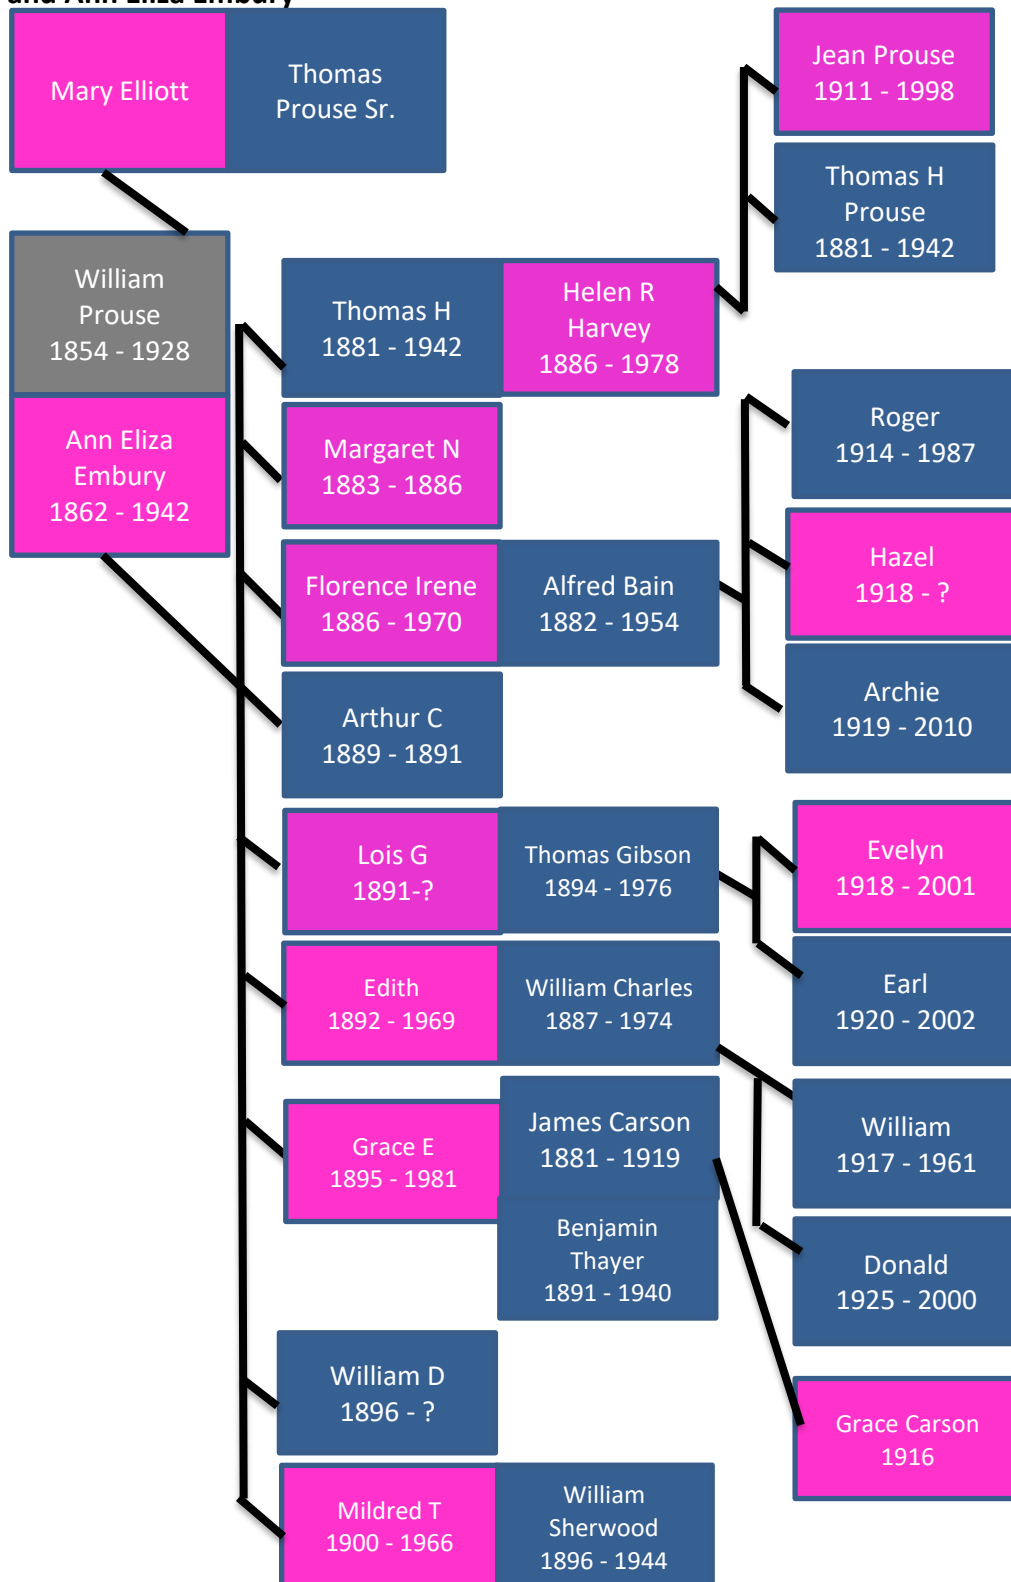 and Ann Eliza Embury
Mary Elliott
Thomas
Prouse Sr.
Jean Prouse
1911 - 1998
Thomas H
Prouse
1881 - 1942
William
Prouse
1854 - 1928
Thomas H
1881 - 1942
Helen R
Harvey
1886 - 1978
Ann Eliza
Embury
1862 - 1942
Margaret N
1883 - 1886
Roger
1914 - 1987
Florence Irene
1886 - 1970
Alfred Bain
1882 - 1954
Hazel
1918 - ?
Arthur C
1889 - 1891
Archie
1919 - 2010
Lois G
1891-?
Thomas Gibson
1894 - 1976
Evelyn
1918 - 2001
Edith
1892 - 1969
William Charles
1887 - 1974
Earl
1920 - 2002
Grace E
1895 - 1981
James Carson
1881 - 1919
William
1917 - 1961
Benjamin
Thayer
1891 - 1940
Donald
1925 - 2000
William D
1896 - ?
Grace Carson
1916
Mildred T
1900 - 1966
William
Sherwood
1896 - 1944